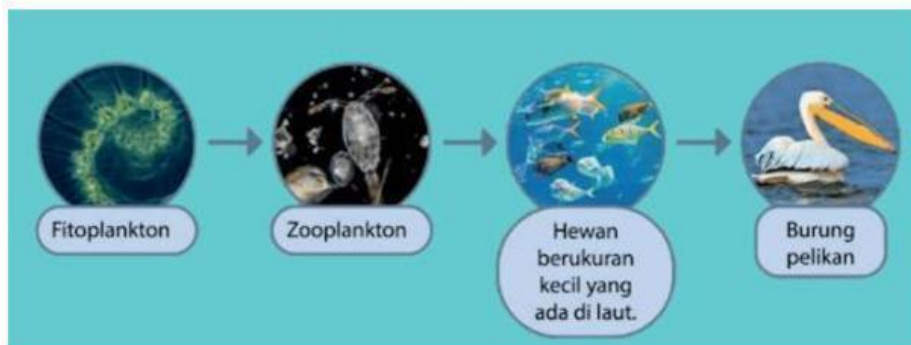 Fitoplankton
Zooplankton
Hewan
berukuran
kecil yang
ada di laut.
Burung
pelikan